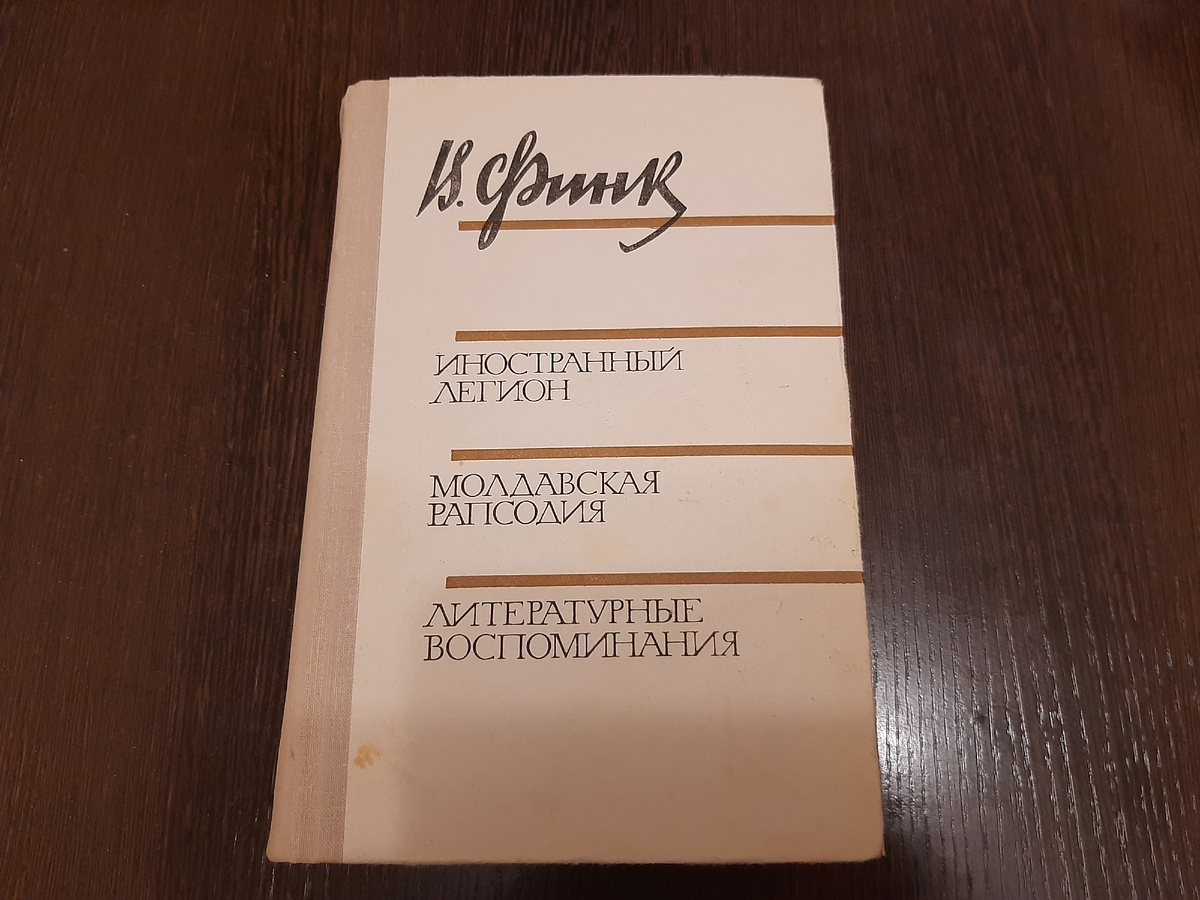 В. Финк
ИНОСТРАННЫЙ
ЛЕГИОН
МОЛДАВСКАЯ
РАПСОДИЯ
ЛИТЕРАТУРНЫЕ
ВОСПОМИНАНИЯ